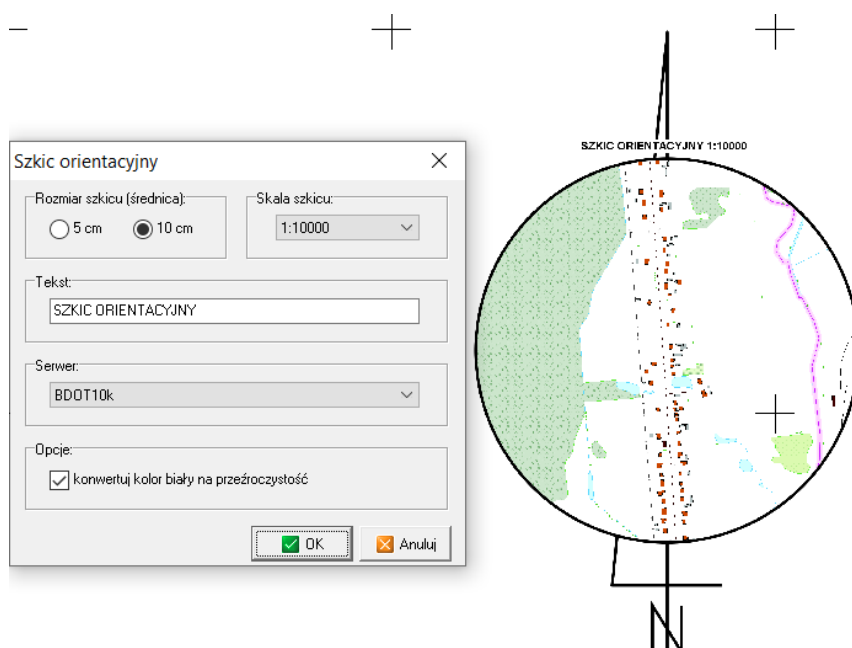 SZKIC ORIENTACYJNY 1:10000
Szkic orientacyjny
Rozmiar szkicu (średnica):
5 cm
10 cm
Skala szkicu:
1:10000
Tekst:
SZKIC ORIENTACYJNY
Serwer:
BDOT10k
Opcje:
konwertuj kolor biały na przeźroczystość
OK
Anuluj
N